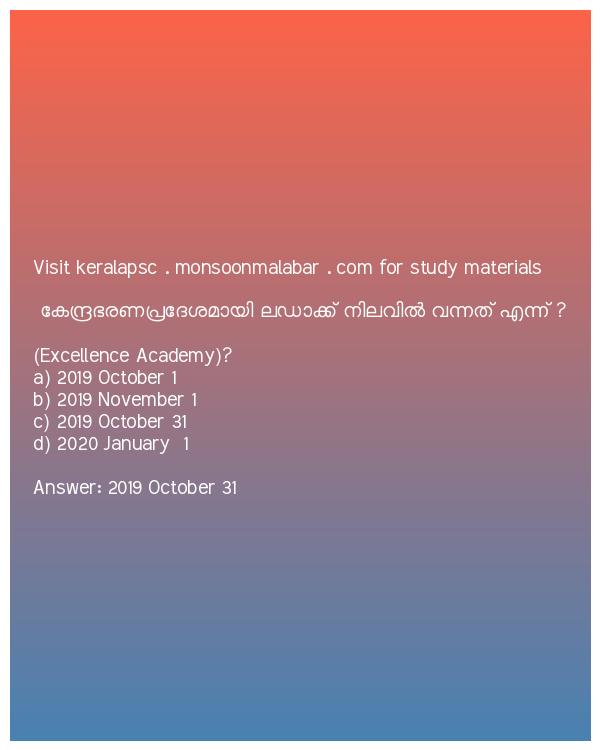 Visit keralapsc . monsoonmalabar . com for study materials
കേന്ദ്രഭരണപ്രദേശമായി ലഡാക്ക് നിലവിൽ വന്നത് എന്ന് ?
(Excellence Academy)?
a) 2019 October 1
b) 2019 November 1
c) 2019 October 31
d) 2020 January  1
Answer: 2019 October 31